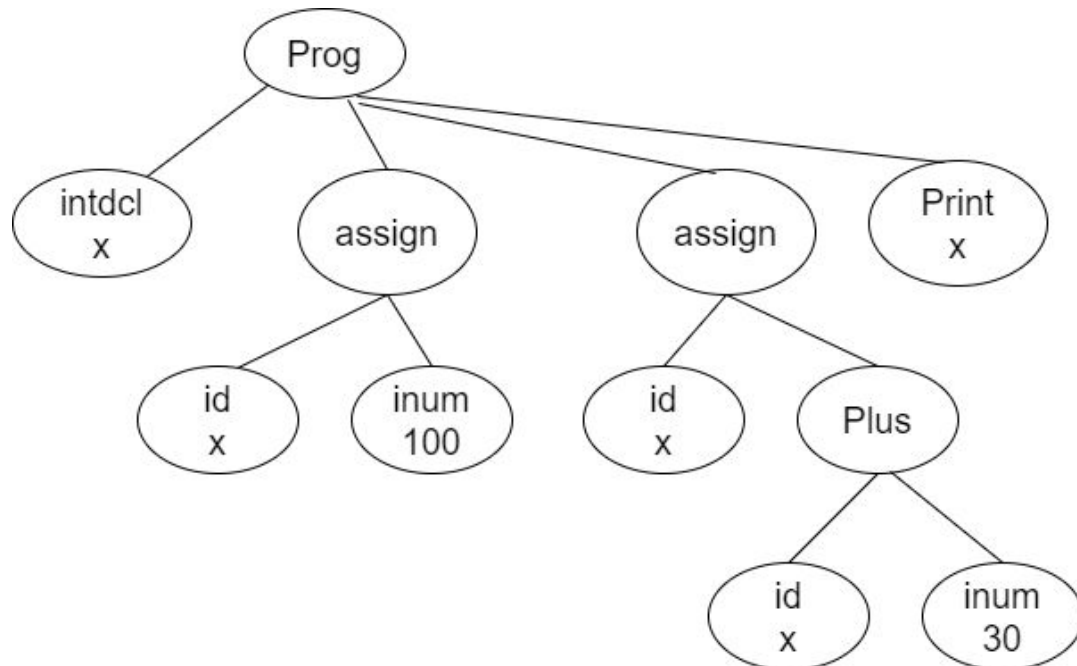 Prog
intdcl
x
assign
assign
Print
x
id
x
inum
100
id
x
Plus
id
x
inum
30